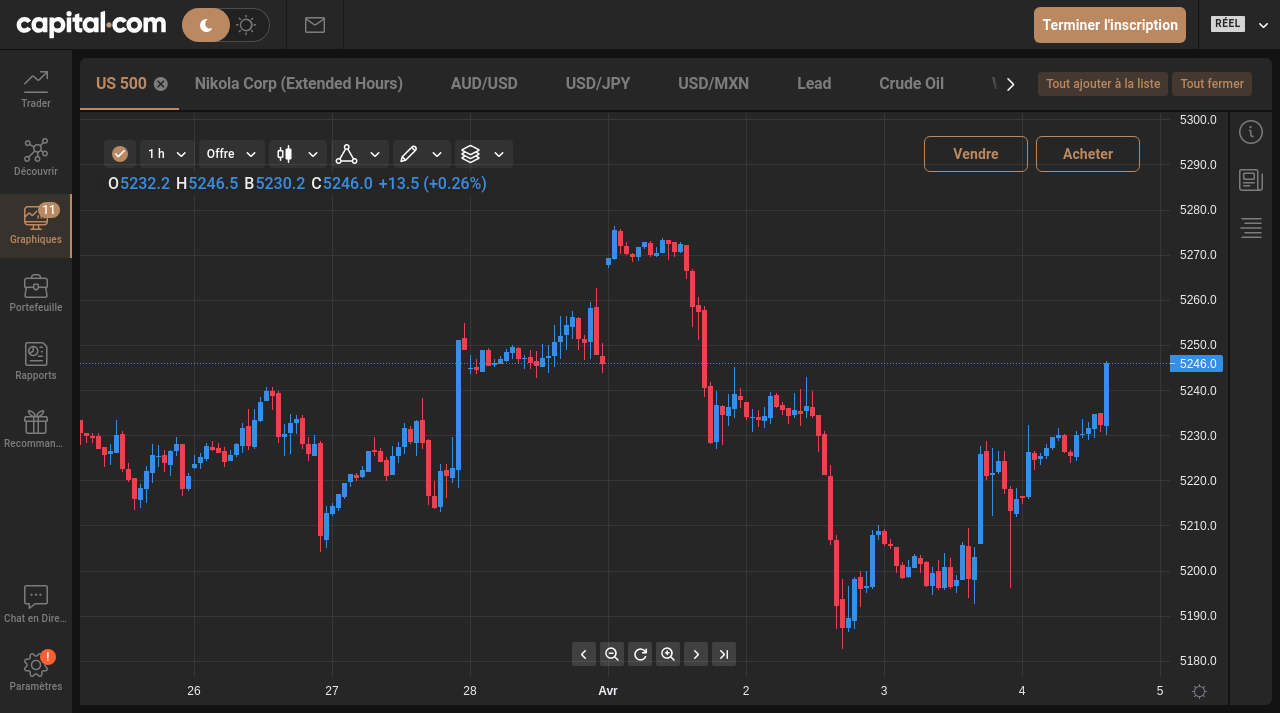 capital.com
Terminer l'inscription
RÉEL
Trader
Découvrir
11
Graphiques
Portefeuille
Rapports
Recomman...
Chat en Dire...
!
Paramètres
US 500
Nikola Corp (Extended Hours)
AUD/USD
USD/JPY
USD/MXN
Lead
Crude Oil
Tout ajouter à la liste
Tout fermer
1 h
Offre
Vendre
Acheter
O5232.2 H5246.5 B5230.2 C5246.0 +13.5 (+0.26%)
5300.0
5290.0
5280.0
5270.0
5260.0
5250.0
5246.0
5240.0
5230.0
5220.0
5210.0
5200.0
5190.0
5180.0
26 27 28 Avr 2 3 4 5